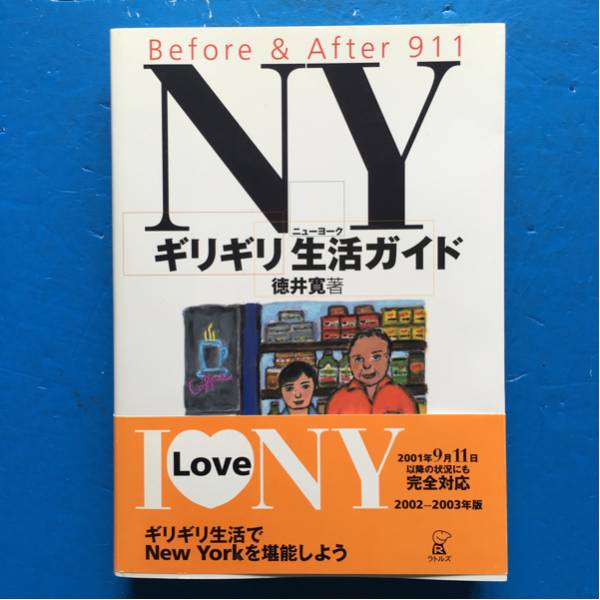 Before & After 911
NY
ニューヨーク
ギリギリ生活ガイド
徳井寛著
Coffee
I Love NY
2001年9月11日
以降の状況にも
完全対応
2002—2003年版
ギリギリ生活で
New Yorkを堪能しよう
ラトルズ